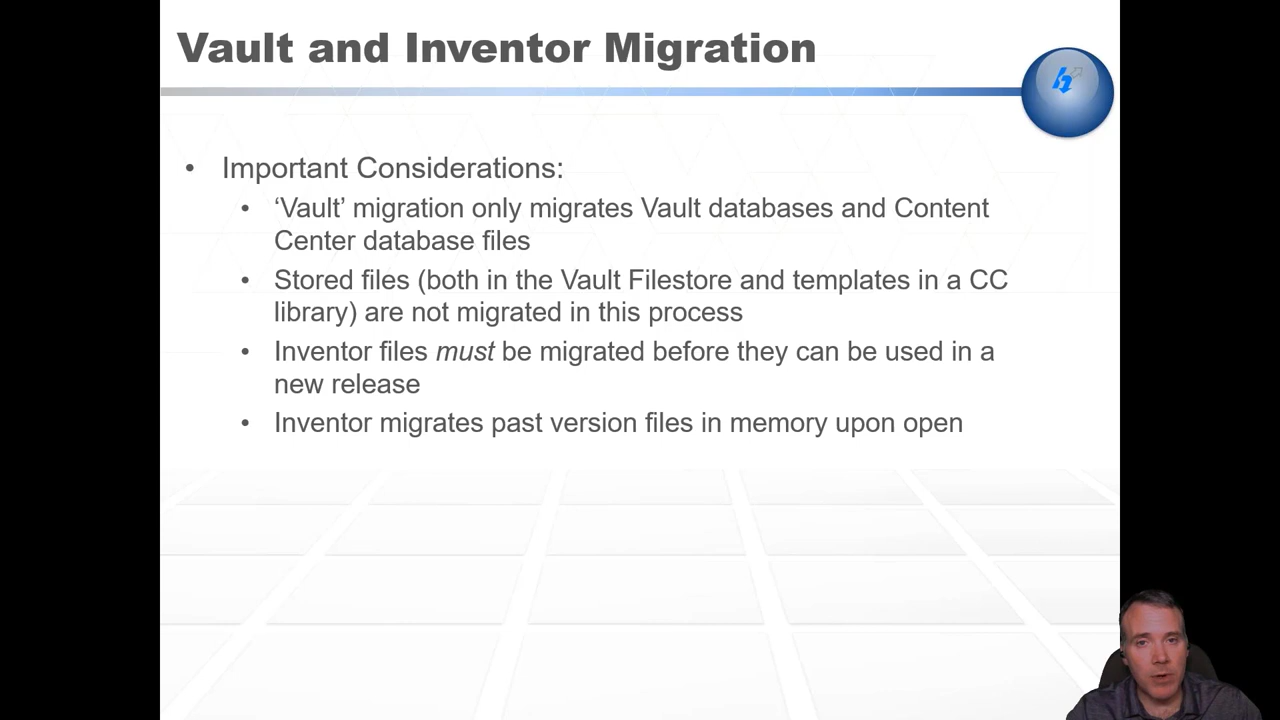 Vault and Inventor Migration
• Important Considerations:
• ‘Vault’ migration only migrates Vault databases and Content
Center database files
• Stored files (both in the Vault Filestore and templates in a CC
library) are not migrated in this process
• Inventor files must be migrated before they can be used in a
new release
• Inventor migrates past version files in memory upon open